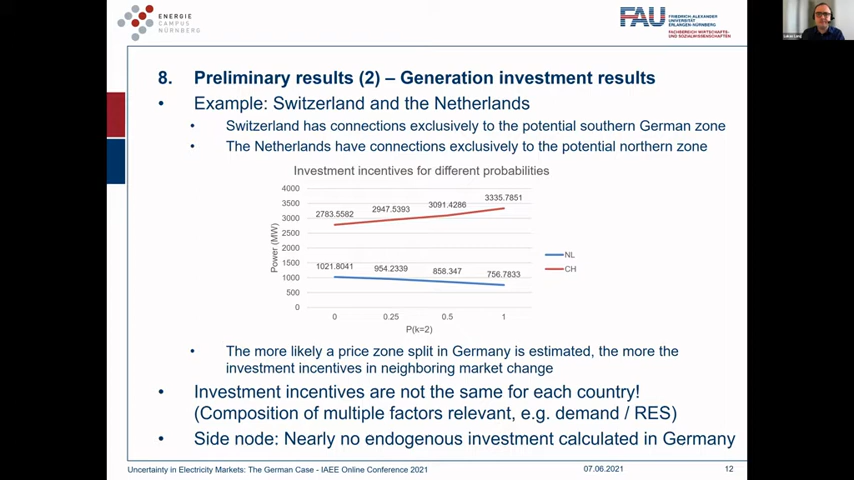 ENERGIE
CAMPUS
NÜRNBERG
FAU
FRIEDRICH-ALEXANDER
UNIVERSITÄT
ERLANGEN-NÜRNBERG
FACHBEREICH WIRTSCHAFTS-
UND SOZIALWISSENSCHAFTEN
Lukas Lang
8. Preliminary results (2) – Generation investment results
• Example: Switzerland and the Netherlands
• Switzerland has connections exclusively to the potential southern German zone
• The Netherlands have connections exclusively to the potential northern zone
Investment incentives for different probabilities
4000
3500
3000
2500
2000
1500
1000
500
0
Power (MW)
2783.5582
2947.5393
3091.4286
3335.7851
1021.8041
954.2339
858.347
756.7833
NL
CH
0
0.25
0.5
1
P(k=2)
• The more likely a price zone split in Germany is estimated, the more the
investment incentives in neighboring market change
• Investment incentives are not the same for each country!
(Composition of multiple factors relevant, e.g. demand / RES)
• Side node: Nearly no endogenous investment calculated in Germany
Uncertainty in Electricity Markets: The German Case - IAEE Online Conference 2021
07.06.2021
12